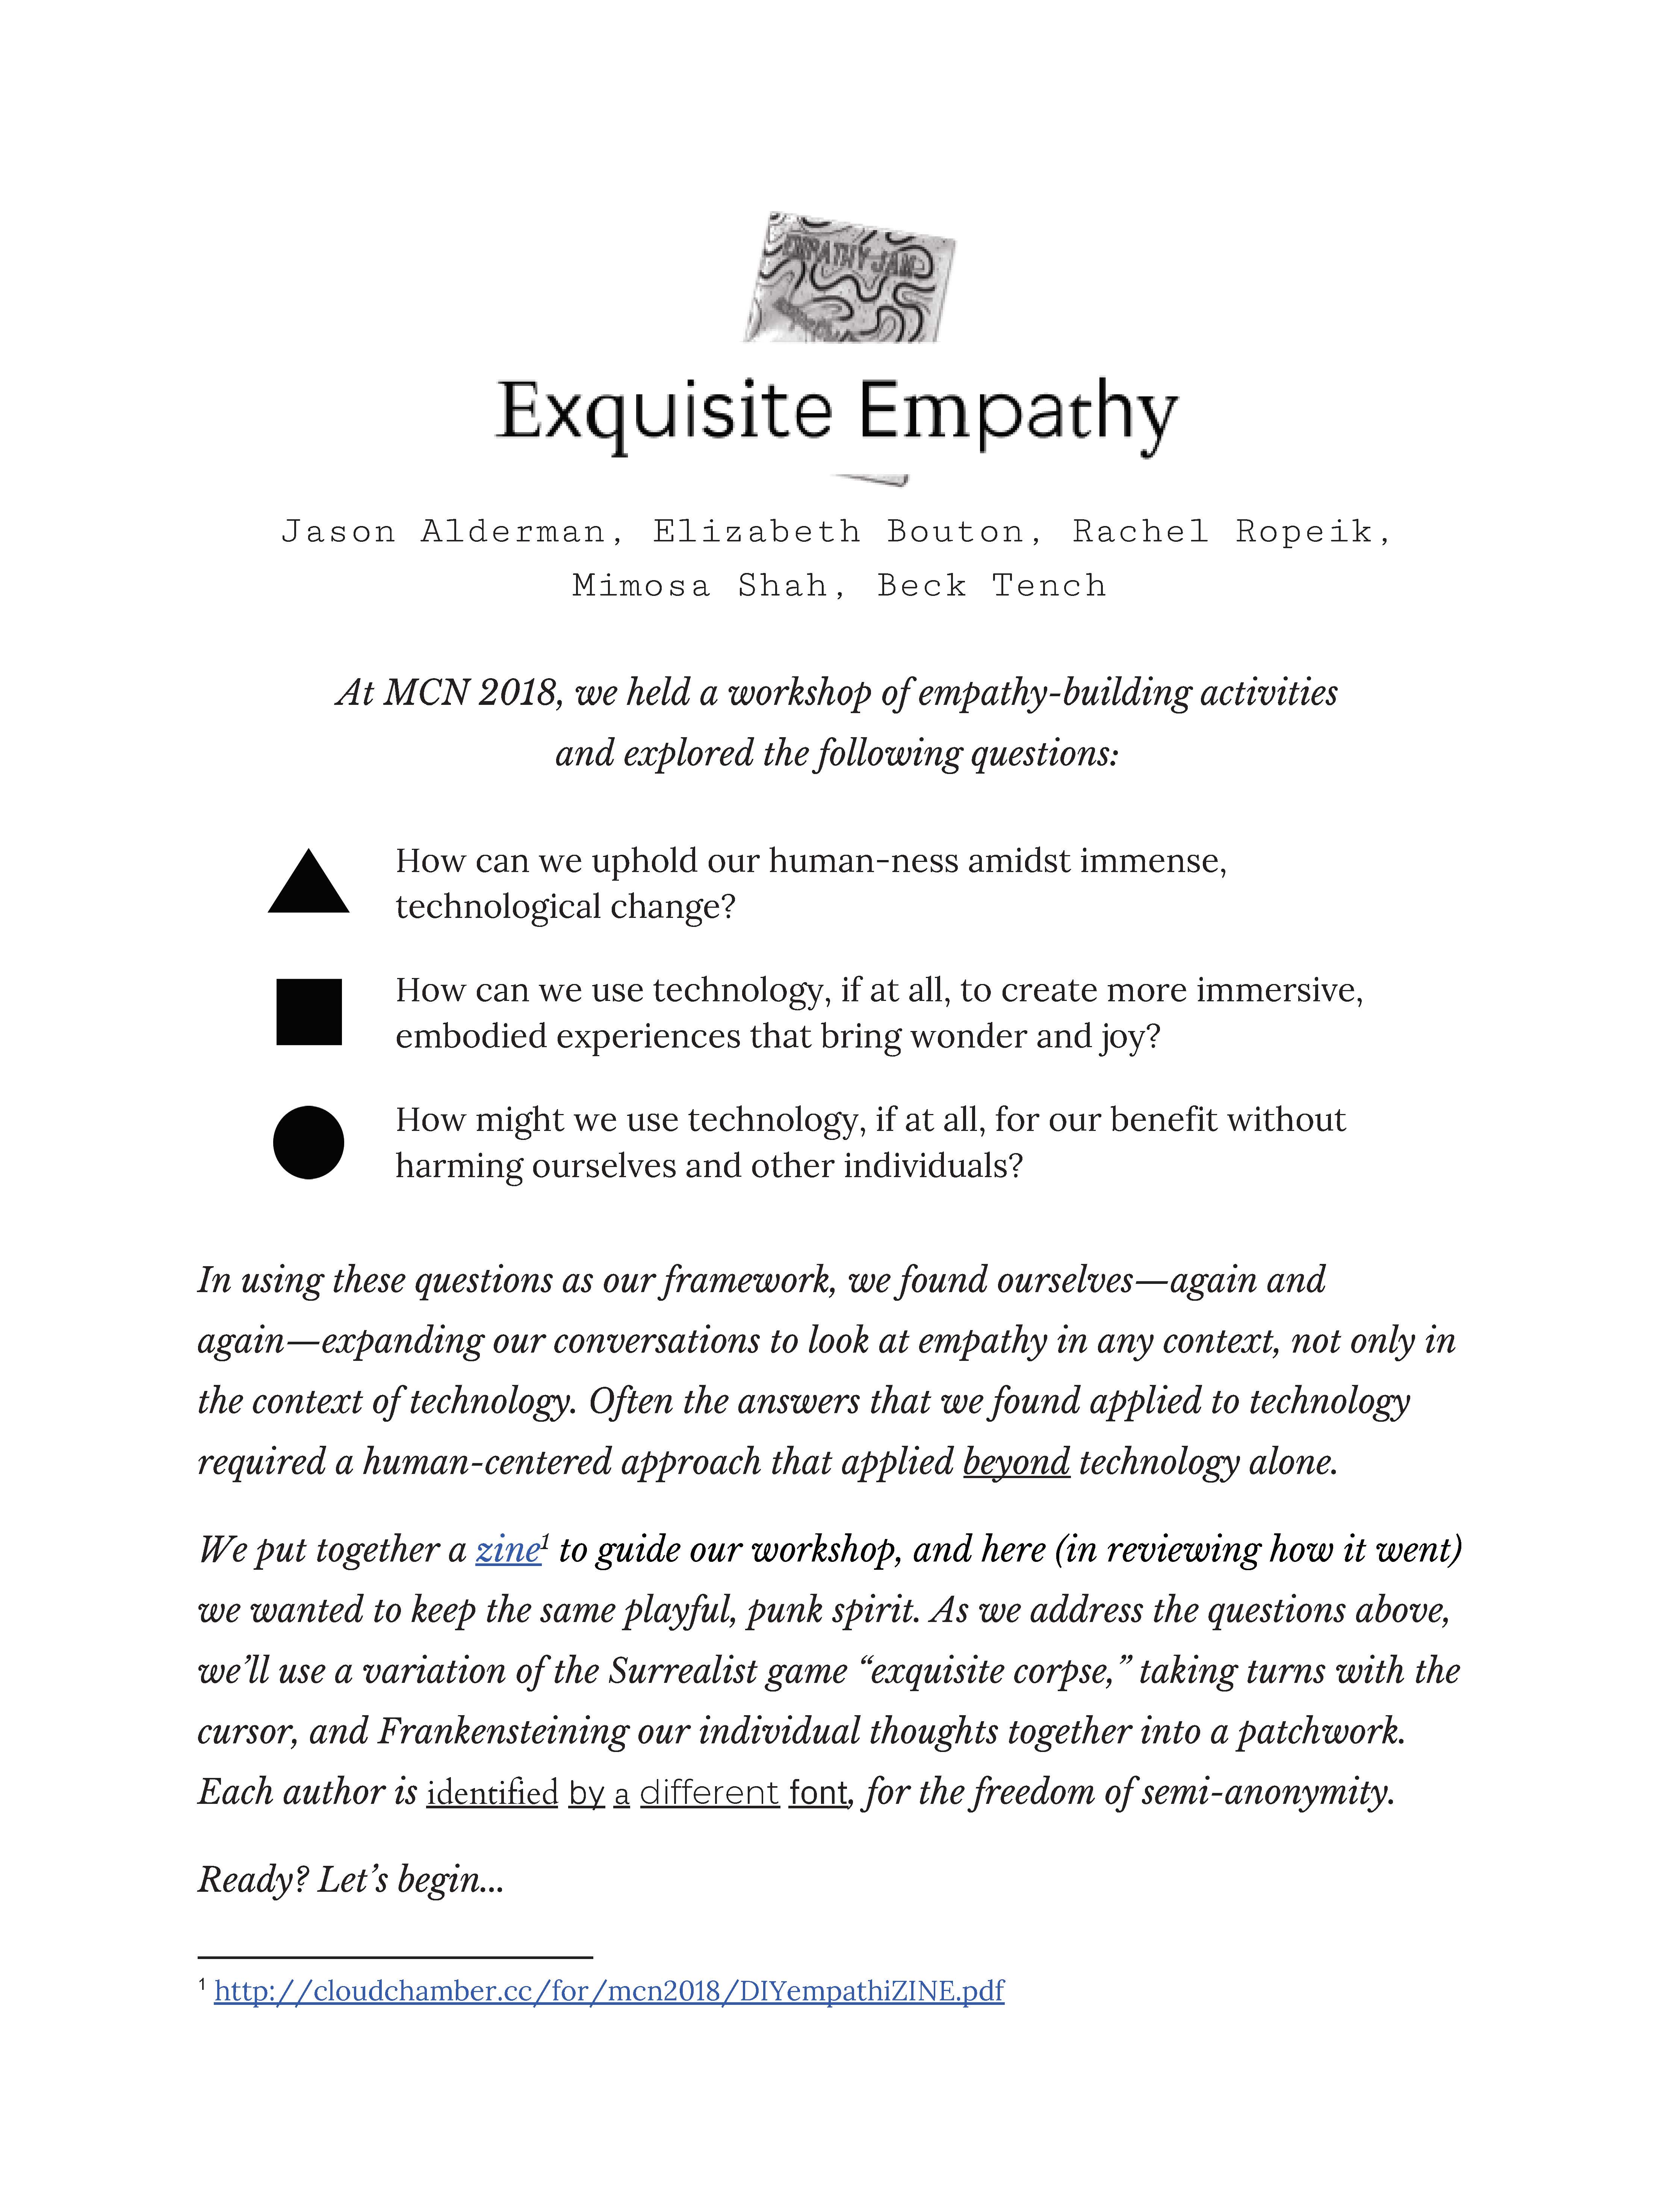 EMPATHY JAM
Exquisite Empathy
Jason Alderman, Elizabeth Bouton, Rachel Ropeik,
Mimosa Shah, Beck Tench
At MCN 2018, we held a workshop of empathy-building activities
and explored the following questions:
How can we uphold our human-ness amidst immense,
technological change?
How can we use technology, if at all, to create more immersive,
embodied experiences that bring wonder and joy?
How might we use technology, if at all, for our benefit without
harming ourselves and other individuals?
In using these questions as our framework, we found ourselves—again and
again—expanding our conversations to look at empathy in any context, not only in
the context of technology. Often the answers that we found applied to technology
required a human-centered approach that applied beyond technology alone.
We put together a zine¹ to guide our workshop, and here (in reviewing how it went)
we wanted to keep the same playful, punk spirit. As we address the questions above,
we’ll use a variation of the Surrealist game “exquisite corpse,” taking turns with the
cursor, and Frankensteining our individual thoughts together into a patchwork.
Each author is identified by a different font, for the freedom of semi-anonymity.
Ready? Let’s begin...
¹ http://cloudchamber.cc/for/mcn2018/DIYempathiZINE.pdf